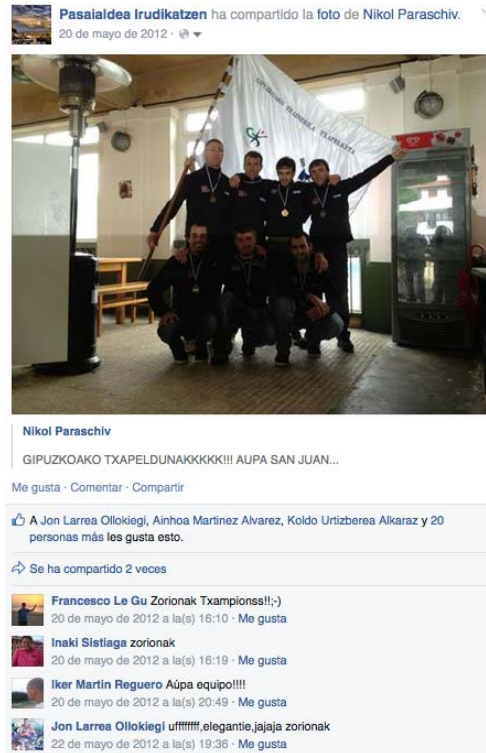 Pasaialdea Irudikatzen ha compartido la foto de Nikol Paraschiv.
20 de mayo de 2012 ·
GIPUZKOAKO TRAINERILA TXAPELKETA
Nikol Paraschiv
GIPUZKOAKO TXAPELDUNAKKKKK!!! AUPA SAN JUAN...
Me gusta · Comentar · Compartir
A Jon Larrea Ollokiegi, Ainhoa Martinez Alvarez, Koldo Urtizberea Alkaraz y 20
personas más les gusta esto.
Se ha compartido 2 veces
Francesco Le Gu Zorionak Txampionss!!;-)
20 de mayo de 2012 a la(s) 16:10 · Me gusta
Inaki Sistiaga zorionak
20 de mayo de 2012 a la(s) 16:19 · Me gusta
Iker Martin Reguero Aúpa equipo!!!!
20 de mayo de 2012 a la(s) 20:49 · Me gusta
Jon Larrea Ollokiegi uffffffff,elegantie,jajaja zorionak
22 de mayo de 2012 a la(s) 19:36 · Me gusta